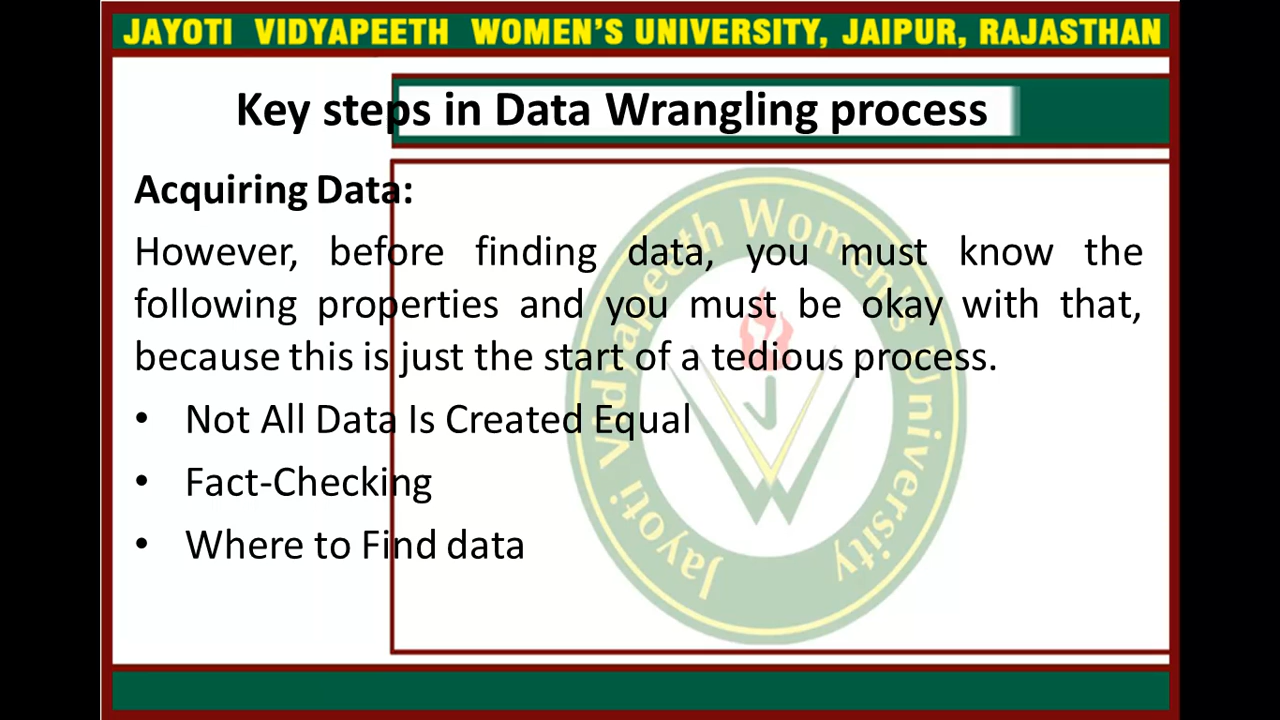 JAYOTI VIDYAPEETH WOMEN'S UNIVERSITY, JAIPUR, RAJASTHAN
Key steps in Data Wrangling process
Acquiring Data:
However, before finding data, you must know the
following properties and you must be okay with that,
because this is just the start of a tedious process.
• Not All Data Is Created Equal
• Fact-Checking
• Where to Find data
Jayoti Vidyapeeth Women's University